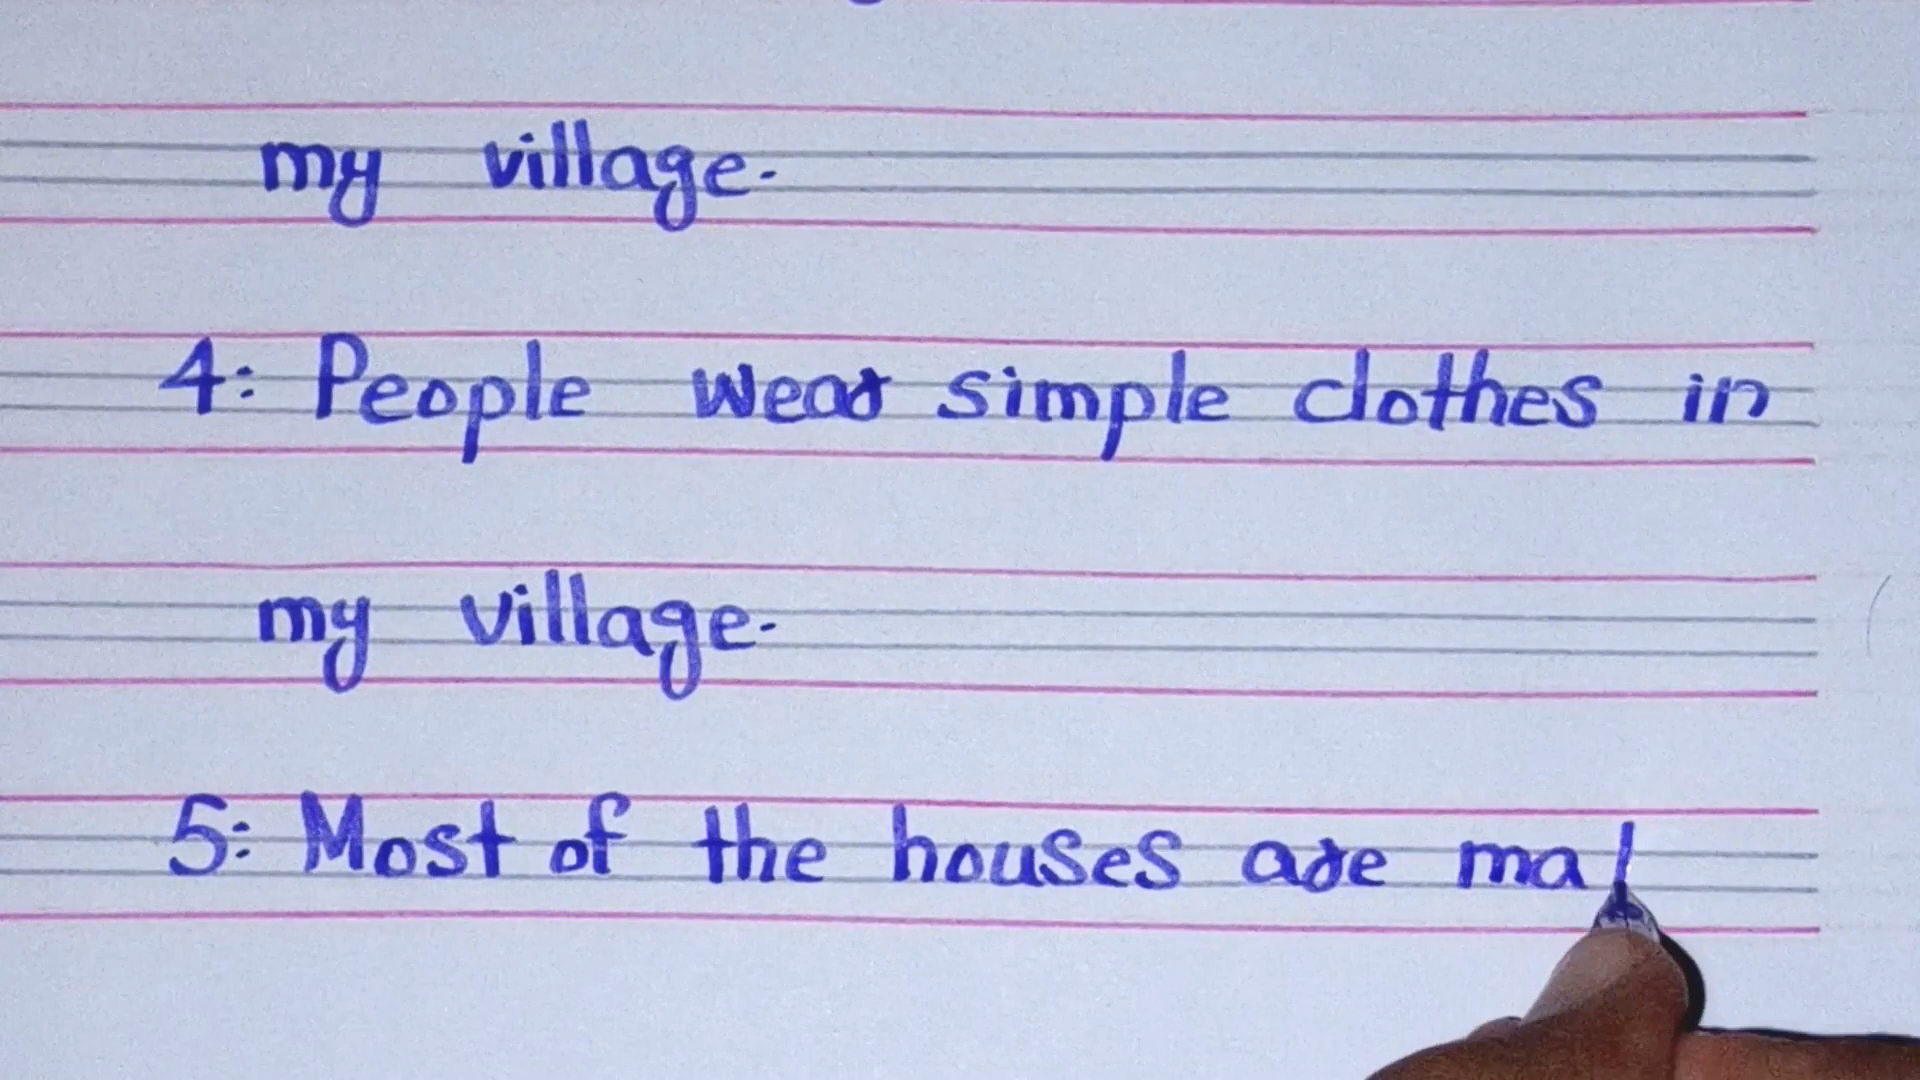 my village.
4: People wear simple clothes in
my village.
5: Most of the houses are ma